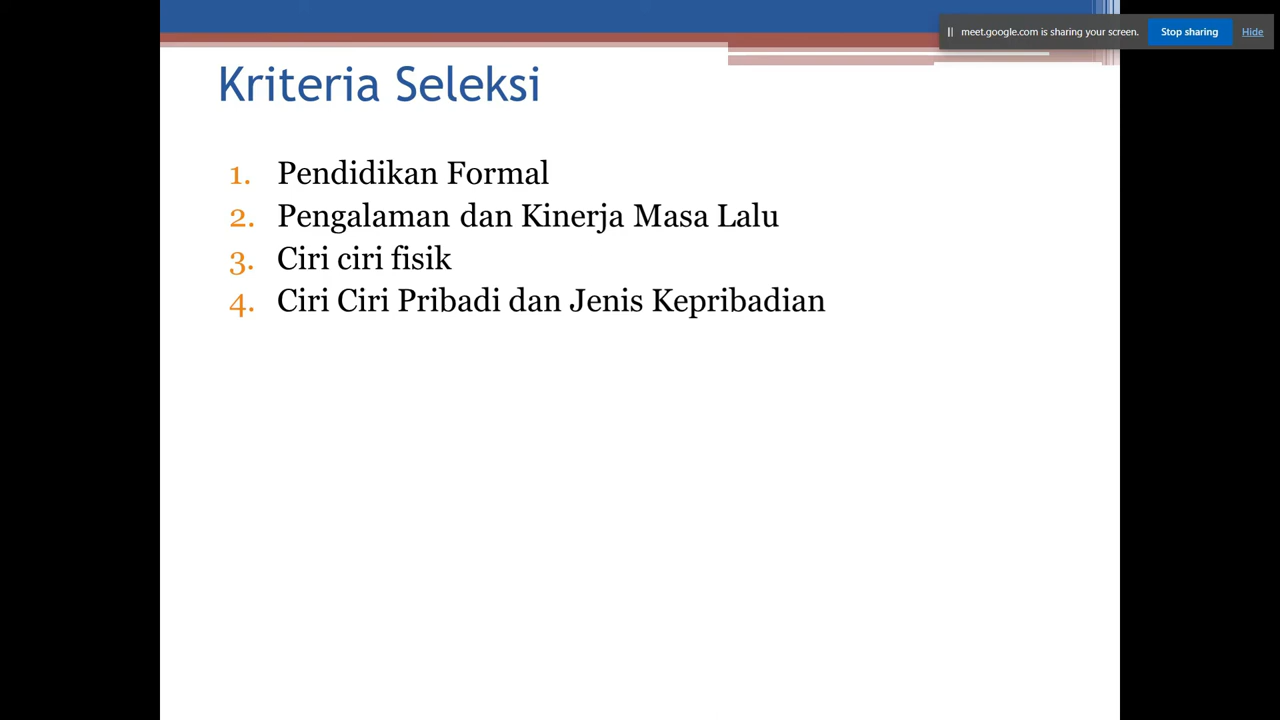 meet.google.com is sharing your screen. Stop sharing Hide
Kriteria Seleksi
1. Pendidikan Formal
2. Pengalaman dan Kinerja Masa Lalu
3. Ciri ciri fisik
4. Ciri Ciri Pribadi dan Jenis Kepribadian